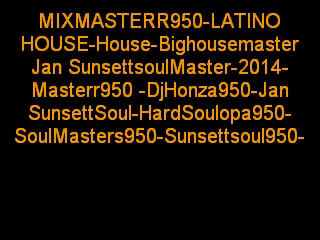 MIXMASTERR950-LATINO
HOUSE-House-Bighousemaster
Jan SunsettsoulMaster-2014-
Masterr950 -DjHonza950-Jan
SunsettSoul-HardSoulopa950-
SoulMasters950-Sunsettsoul950-